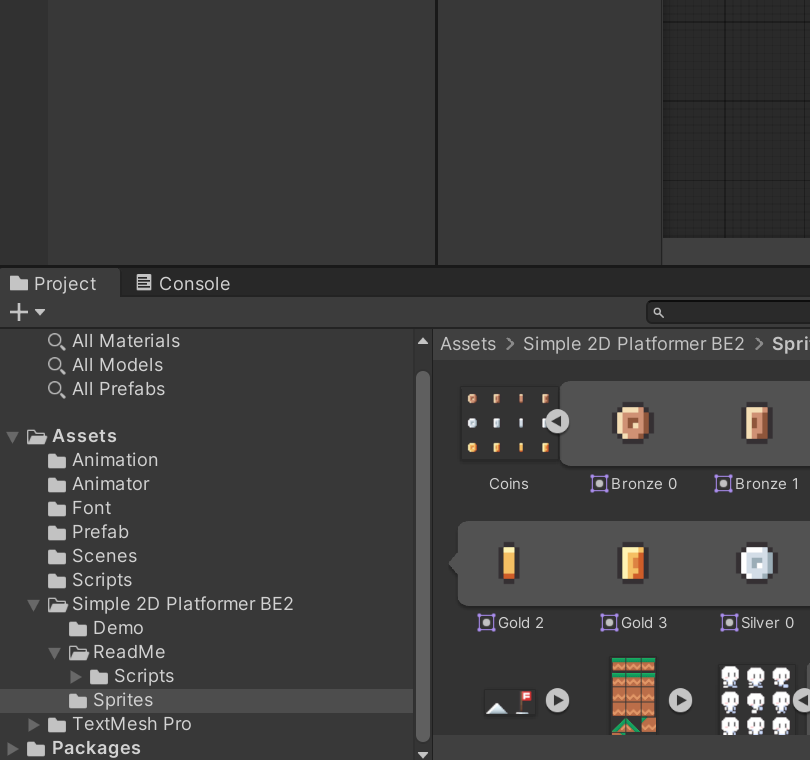 Project
Console
All Materials
All Models
All Prefabs
Assets
Animation
Animator
Font
Prefab
Scenes
Scripts
Simple 2D Platformer BE2
Demo
ReadMe
Scripts
Sprites
TextMesh Pro
Packages
Assets > Simple 2D Platformer BE2 > Spri
Coins Bronze 0 Bronze 1
Gold 2 Gold 3 Silver 0